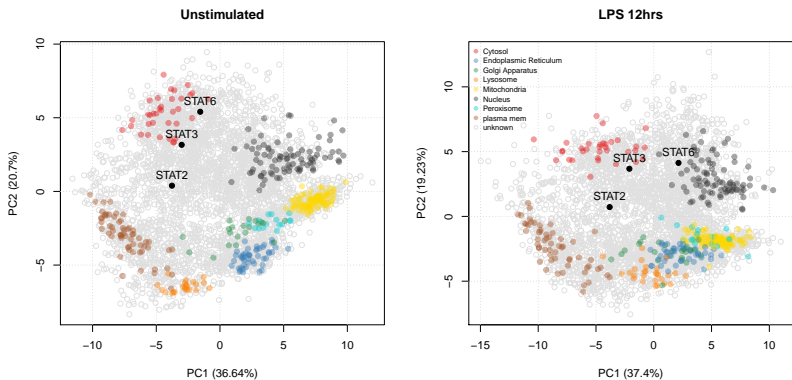 Unstimulated
10
5
0
−5
PC2 (20.7%)
STAT6
STAT3
STAT2
−10
−5
0
5
10
PC1 (36.64%)
LPS 12hrs
10
5
0
−5
PC2 (19.23%)
Cytosol
Endoplasmic Reticulum
Golgi Apparatus
Lysosome
Mitochondria
Nucleus
Peroxisome
plasma mem
unknown
STAT6
STAT3
STAT2
−15
−10
−5
0
5
10
PC1 (37.4%)